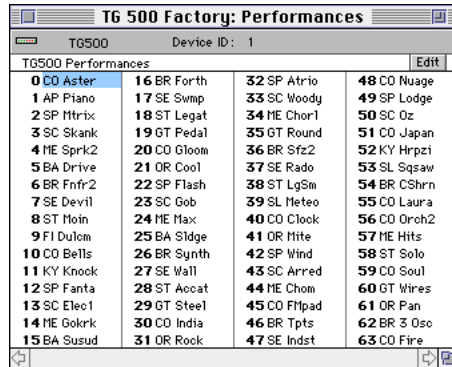 TG 500 Factory: Performances
TG500 Device ID: 1
TG500 Performances Edit
0 CO Aster 16 BR Forth 32 SP Atrio 48 CO Nuage
1 AP Piano 17 SE Swmp 33 SC Woody 49 SP Lodge
2 SP Mtrix 18 ST Legat 34 ME Chor1 50 SC Oz
3 SC Skank 19 GT Pedal 35 GT Round 51 CO Japan
4 ME Sprk2 20 CO Gloom 36 BR Sfz2 52 KY Hrpzi
5 BA Drive 21 OR Cool 37 SE Rado 53 SL Sqsaw
6 BR Fnfr2 22 SP Flash 38 ST LgSm 54 BR CShrn
7 SE Devil 23 SC Gob 39 SL Meteo 55 CO Laura
8 ST Moin 24 ME Max 40 CO Clock 56 CO Orch2
9 FI Dulcm 25 BA Sldge 41 OR Mite 57 ME Hits
10 CO Bells 26 BR Synth 42 SP Wind 58 ST Solo
11 KY Knock 27 SE Wall 43 SC Arred 59 CO Soul
12 SP Fanta 28 ST Accat 44 ME Chom 60 GT Wires
13 SC Elec1 29 GT Steel 45 CO FMpad 61 OR Pan
14 ME Gokrk 30 CO India 46 BR Tpts 62 BR 3 Osc
15 BA Susud 31 OR Rock 47 SE Indst 63 CO Fire